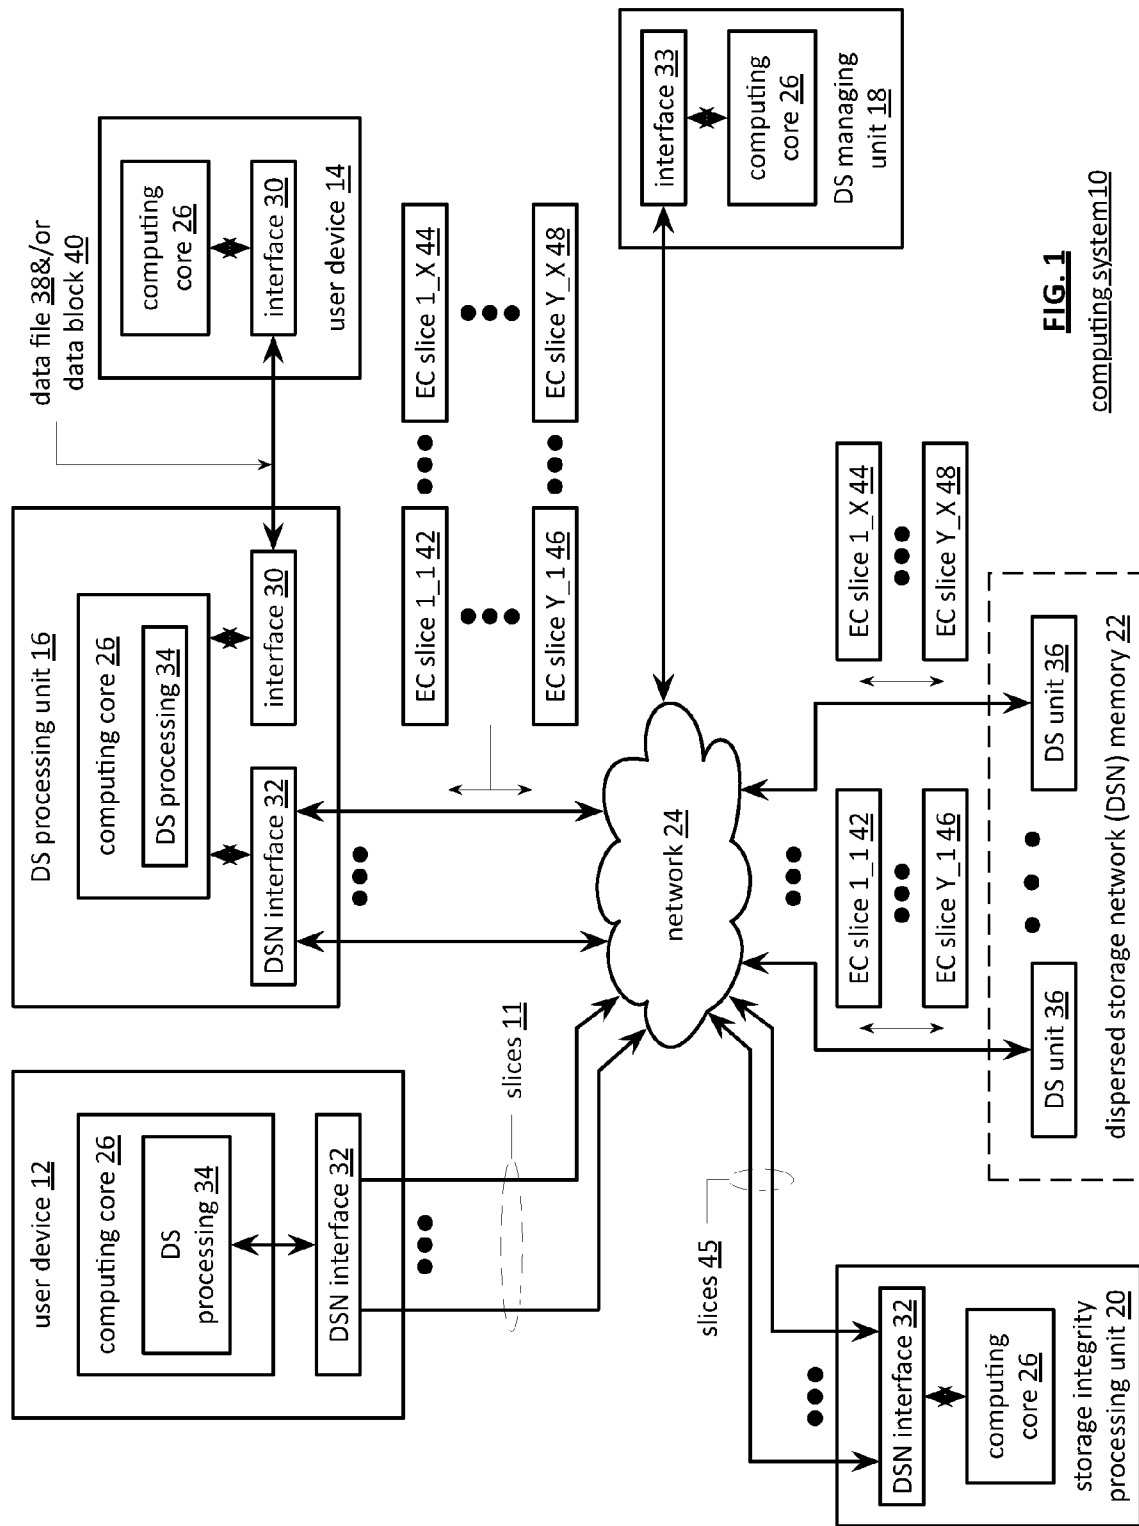 user device 12
computing core 26
DS
processing 34
DSN interface 32
slices 11
DS processing unit 16
computing core 26
DS processing 34
DSN interface 32
interface 30
data file 38&/or
data block 40
computing
core 26
interface 30
user device 14
EC slice 1_1 42
EC slice 1_X 44
EC slice Y_1 46
EC slice Y_X 48
network 24
interface 33
computing
core 26
DS managing
unit 18
slices 45
DSN interface 32
computing
core 26
storage integrity
processing unit 20
EC slice 1_1 42
EC slice Y_1 46
EC slice 1_X 44
EC slice Y_X 48
DS unit 36
DS unit 36
dispersed storage network (DSN) memory 22
FIG. 1
computing system 10